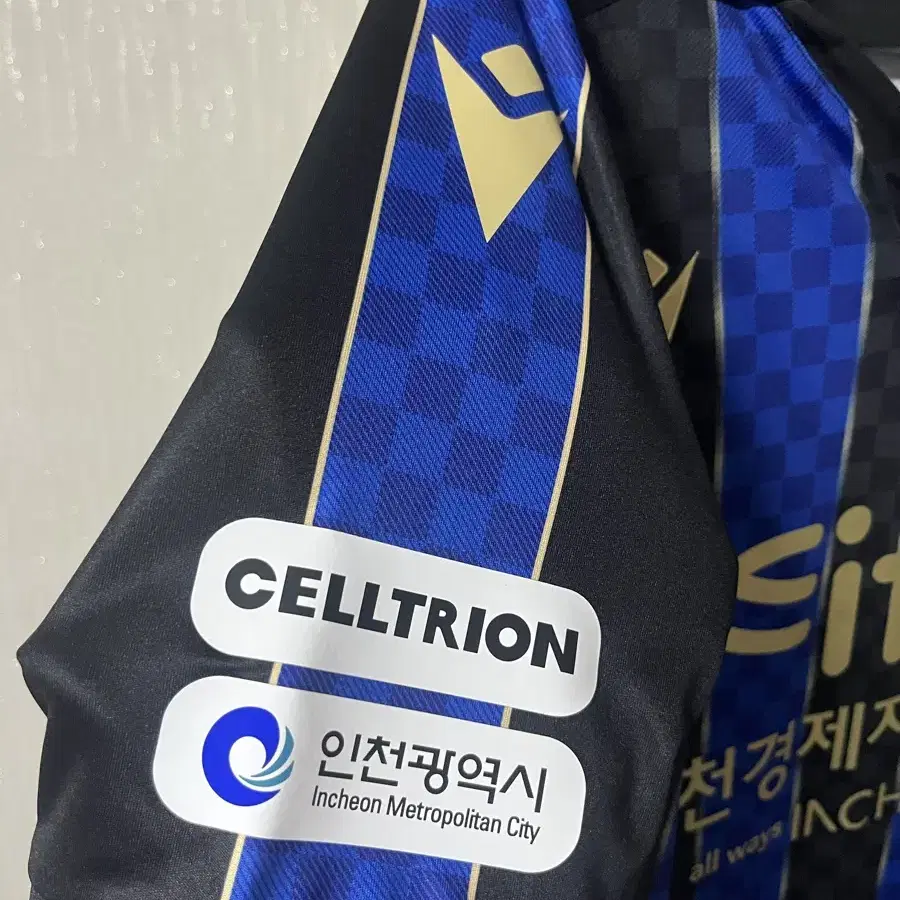 CELLTRION
인천광역시
Incheon Metropolitan City
천경제자
all ways INCH